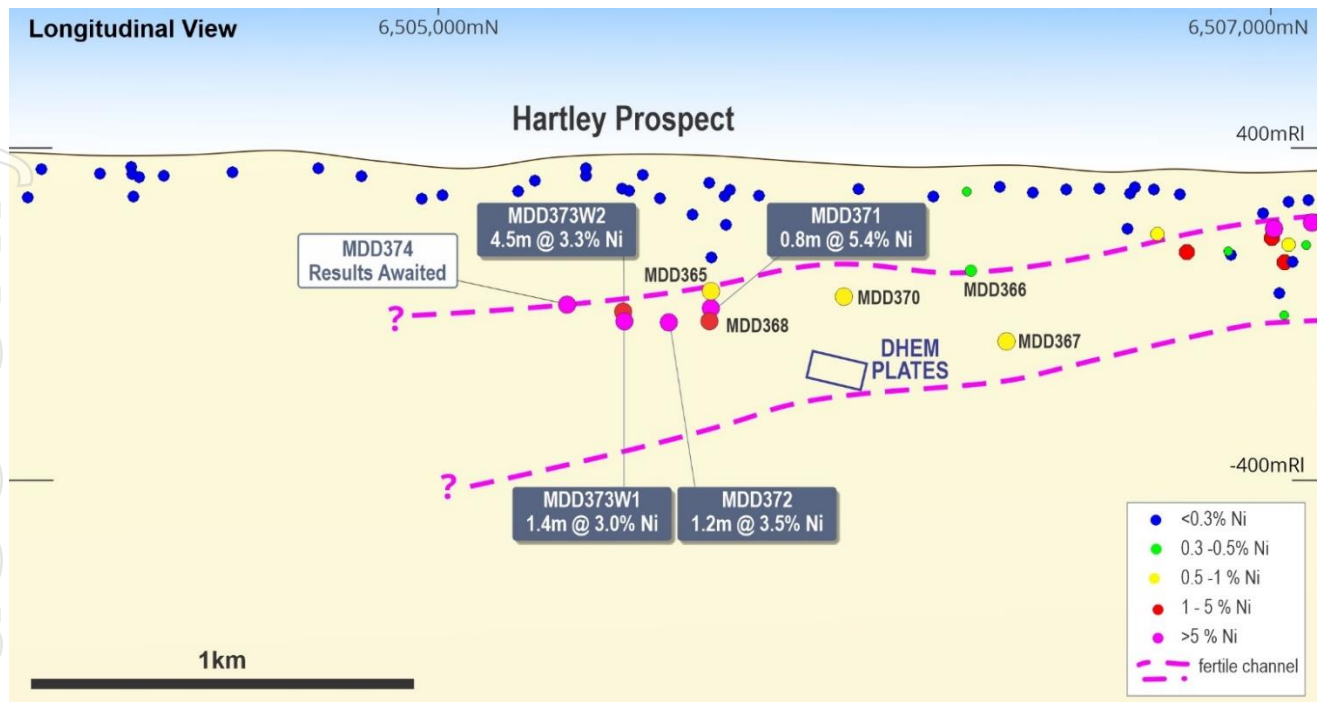 Longitudinal View
6,505,000mN
6,507,000mN
Hartley Prospect
400mRl
MDD373W2
4.5m @ 3.3% Ni
MDD371
0.8m @ 5.4% Ni
MDD374
Results Awaited
MDD365
MDD370
MDD366
?
MDD368
MDD367
DHEM
PLATES
?
-400mRl
MDD373W1
1.4m @ 3.0% Ni
MDD372
1.2m @ 3.5% Ni
<0.3% Ni
0.3 -0.5% Ni
0.5 -1 % Ni
1 - 5 % Ni
>5 % Ni
fertile channel
1km